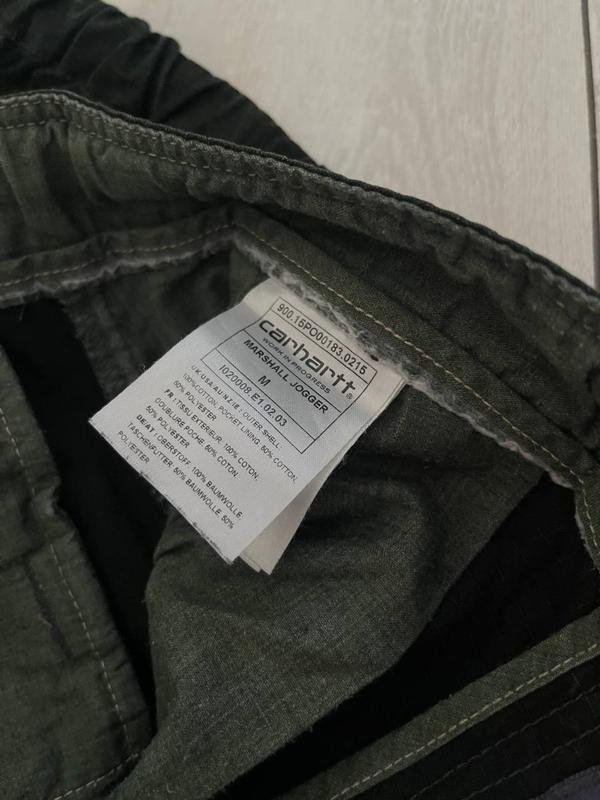 900.15PO00183.0215
carhartt®
WORK IN PROGRESS
MARSHALL JOGGER
M
I020008.E1.02.03
UK.USA.AU.NZ.IE: OUTER SHELL
100% COTTON, POCKET LINING: 50% COTTON,
50% POLYESTER
FR: TISSU EXTERIEUR: 100% COTON,
DOUBLURE POCHE 50% COTON
50% POLYESTER
DE/AT: OBERSTOFF: 100% BAUMWOLLE,
TASCHENFUTTER: 50% BAUMWOLLE, 50%
POLYESTER